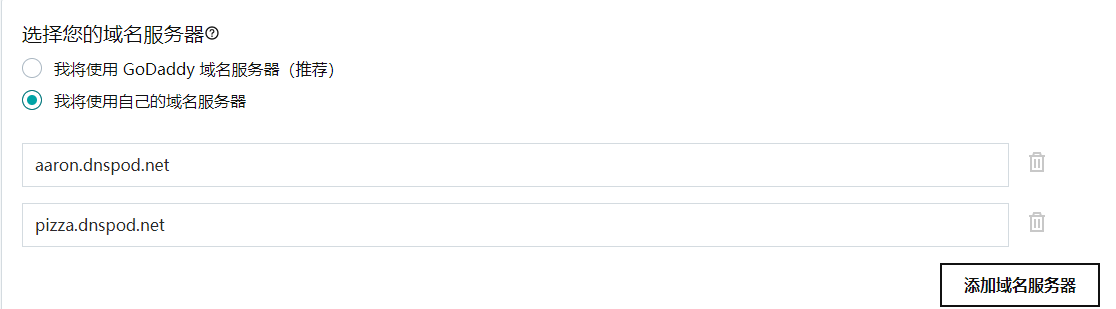 选择您的域名服务器
我将使用 GoDaddy 域名服务器（推荐）
我将使用自己的域名服务器
aaron.dnspod.net
pizza.dnspod.net
添加域名服务器